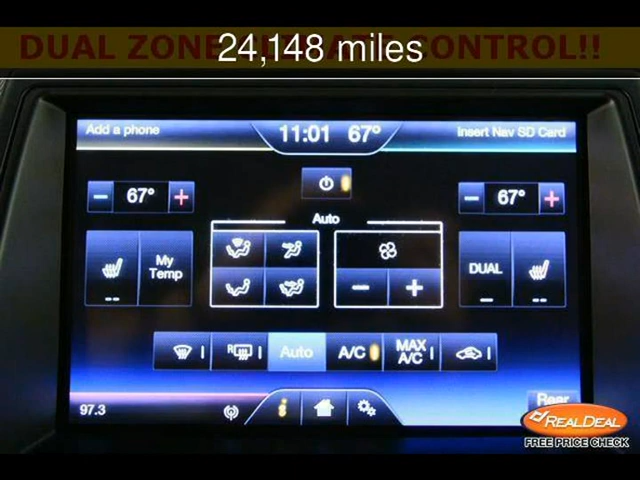 DUAL ZONE CLIMATE CONTROL!!
24,148 miles
Add a phone 11:01 67° Insert Nav SD Card
67° 67°
Auto
My Temp DUAL
R Auto A/C MAX A/C
97.3 Rear
REALDEAL
FREE PRICE CHECK